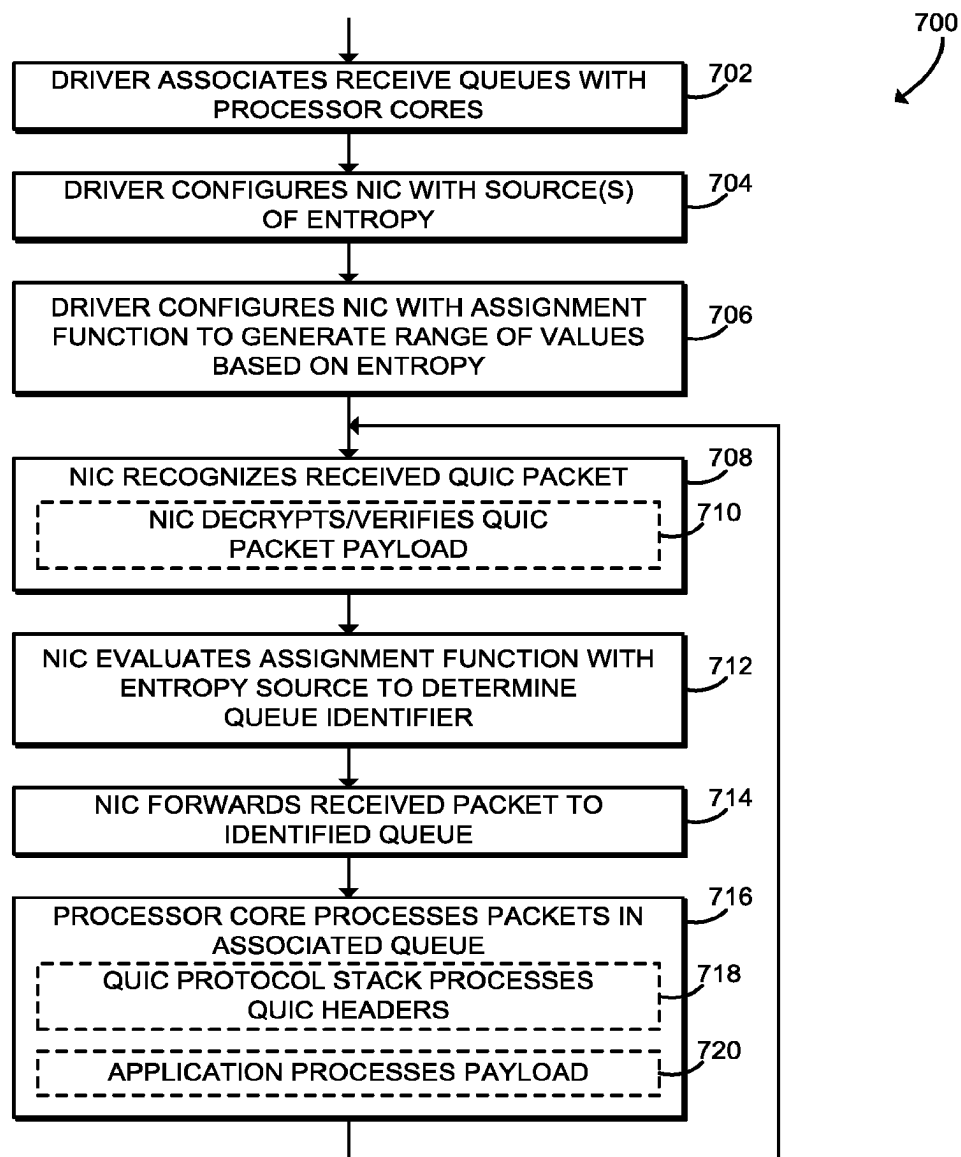 700
DRIVER ASSOCIATES RECEIVE QUEUES WITH
PROCESSOR CORES
702
DRIVER CONFIGURES NIC WITH SOURCE(S)
OF ENTROPY
704
DRIVER CONFIGURES NIC WITH ASSIGNMENT
FUNCTION TO GENERATE RANGE OF VALUES
BASED ON ENTROPY
706
NIC RECOGNIZES RECEIVED QUIC PACKET
708
NIC DECRYPTS/VERIFIES QUIC
PACKET PAYLOAD
710
NIC EVALUATES ASSIGNMENT FUNCTION WITH
ENTROPY SOURCE TO DETERMINE
QUEUE IDENTIFIER
712
NIC FORWARDS RECEIVED PACKET TO
IDENTIFIED QUEUE
714
PROCESSOR CORE PROCESSES PACKETS IN
ASSOCIATED QUEUE
716
QUIC PROTOCOL STACK PROCESSES
QUIC HEADERS
718
APPLICATION PROCESSES PAYLOAD
720